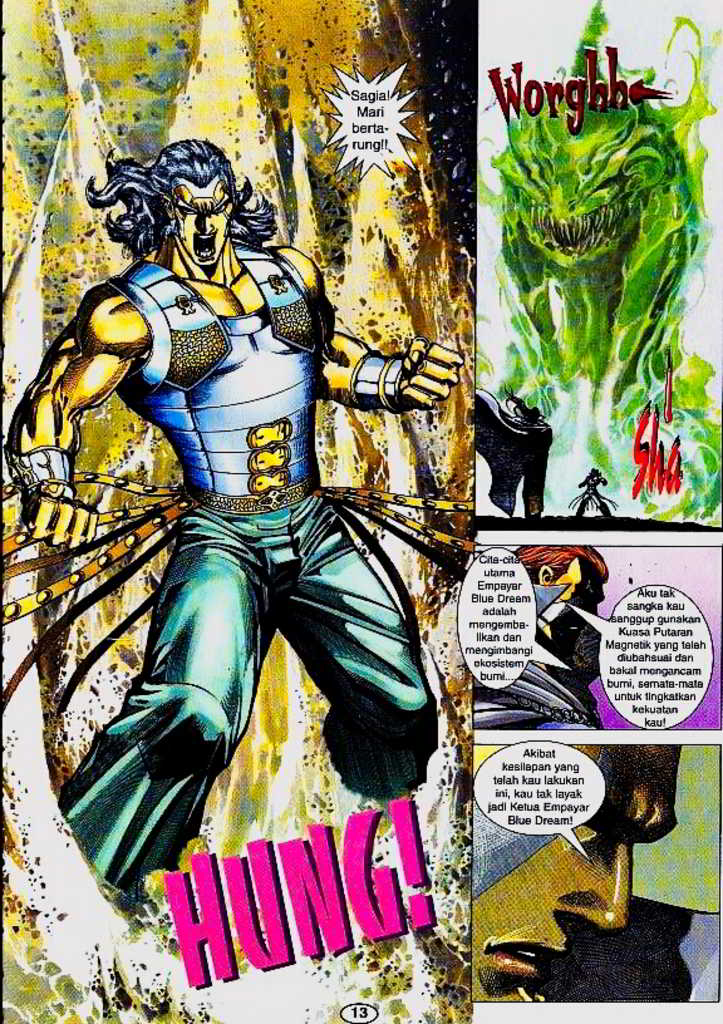 Sagia!
Mari
berta-
rung!!
HUNG!
Worghh
Sha
Cita-cita
utama
Empayar
Blue Dream
adalah
mengemba-
likan dan
mengimbangi
ekosistem
bumi....
Aku tak
sangka kau
sanggup gunakan
Kuasa Putaran
Magnetik yang telah
diubahsuai dan
bakal mengancam
bumi, semata-mata
untuk tingkatkan
kekuatan
kau!
Akibat
kesilapan yang
telah kau lakukan
ini, kau tak layak
jadi Ketua Empayar
Blue Dream!
13